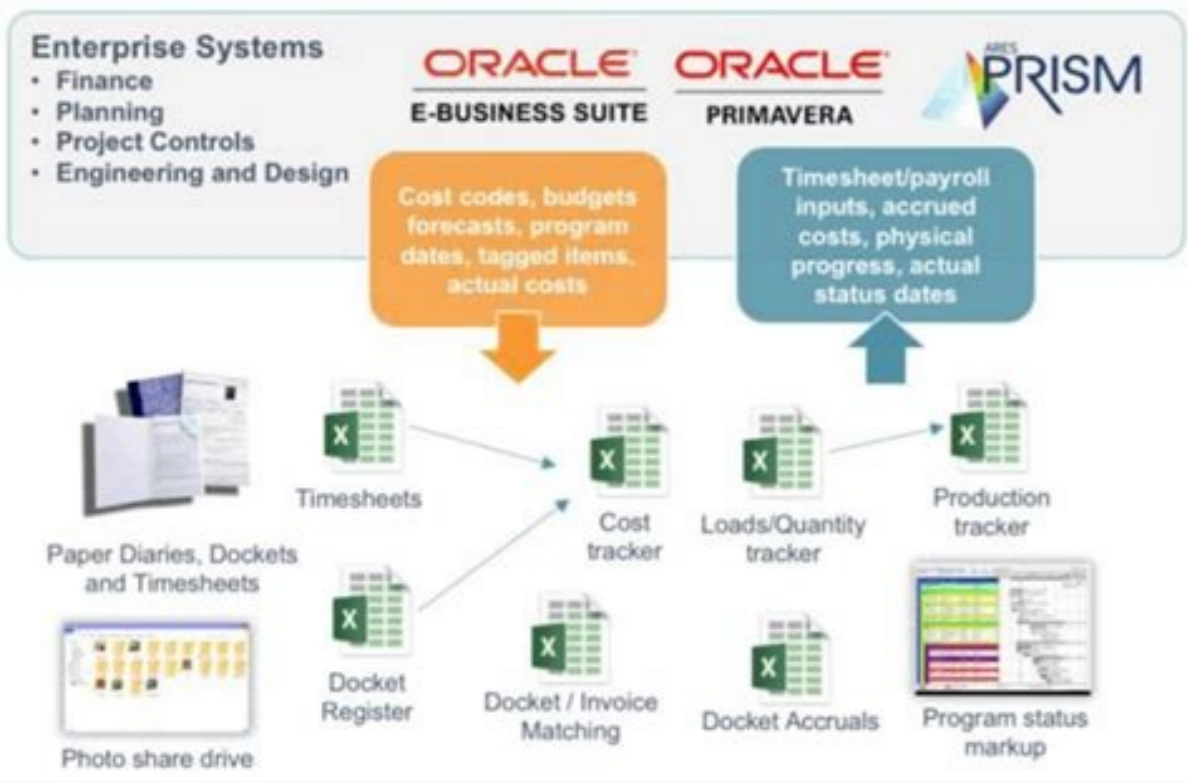 Enterprise Systems
• Finance
• Planning
• Project Controls
• Engineering and Design
ORACLE
E-BUSINESS SUITE
ORACLE
PRIMAVERA
ARES
PRISM
Cost codes, budgets
forecasts, program
dates, tagged items,
actual costs
Timesheet/payroll
inputs, accrued
costs, physical
progress, actual
status dates
Paper Diaries, Dockets
and Timesheets
X
Timesheets
X
Cost
tracker
X
Loads/Quantity
tracker
X
Production
tracker
Photo share drive
X
Docket
Register
X
Docket / Invoice
Matching
X
Docket Accruals
Program status
markup